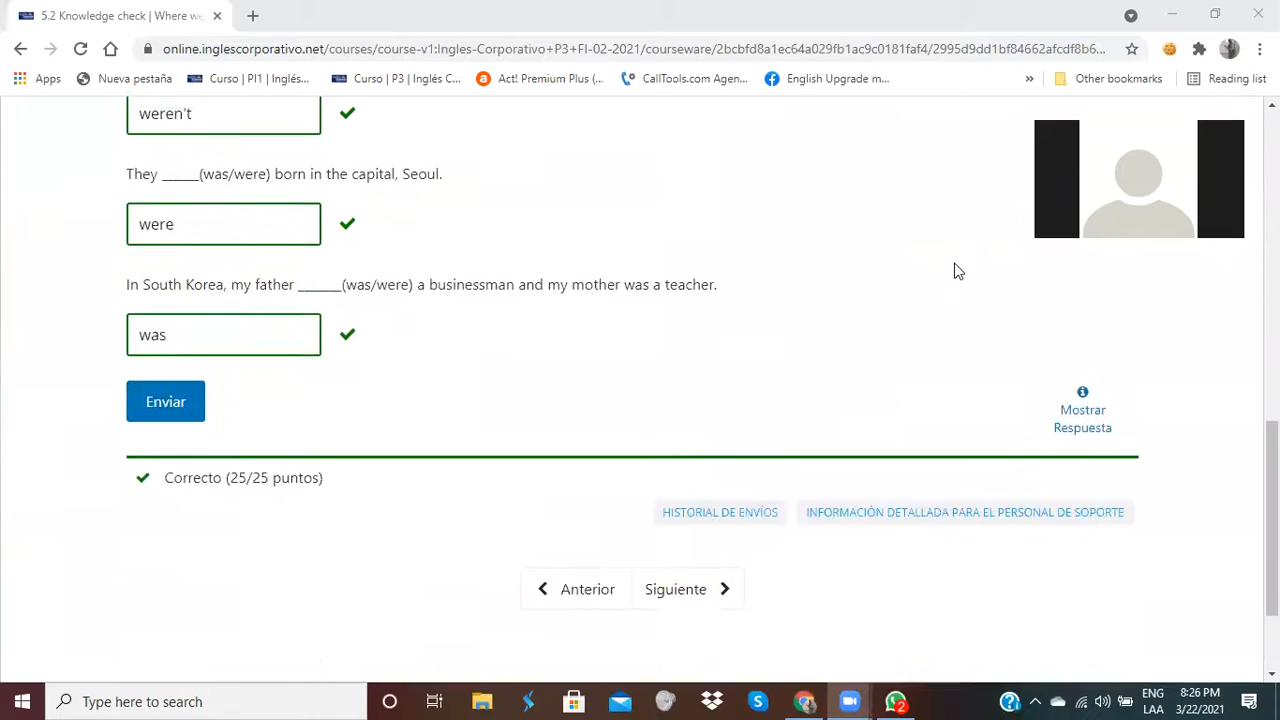 5.2 Knowledge check | Where we
online.inglescorporativo.net/courses/course-v1:Ingles-Corporativo+P3+FI-02-2021/courseware/2bcbfd8a1ec64a029fb1ac9c0181faf4/2995d9dd1bf84662afcdf8b6...
Apps Nueva pestaña Curso | PI1 | Inglés... Curso | P3 | Inglés C... Act! Premium Plus (... CallTools.com Agen... English Upgrade m... » Other bookmarks Reading list
weren't
They _____(was/were) born in the capital, Seoul.
were
In South Korea, my father ______(was/were) a businessman and my mother was a teacher.
was
Enviar
Mostrar
Respuesta
Correcto (25/25 puntos)
HISTORIAL DE ENVÍOS INFORMACIÓN DETALLADA PARA EL PERSONAL DE SOPORTE
Anterior Siguiente
Type here to search
2
ENG 8:26 PM
LAA 3/22/2021